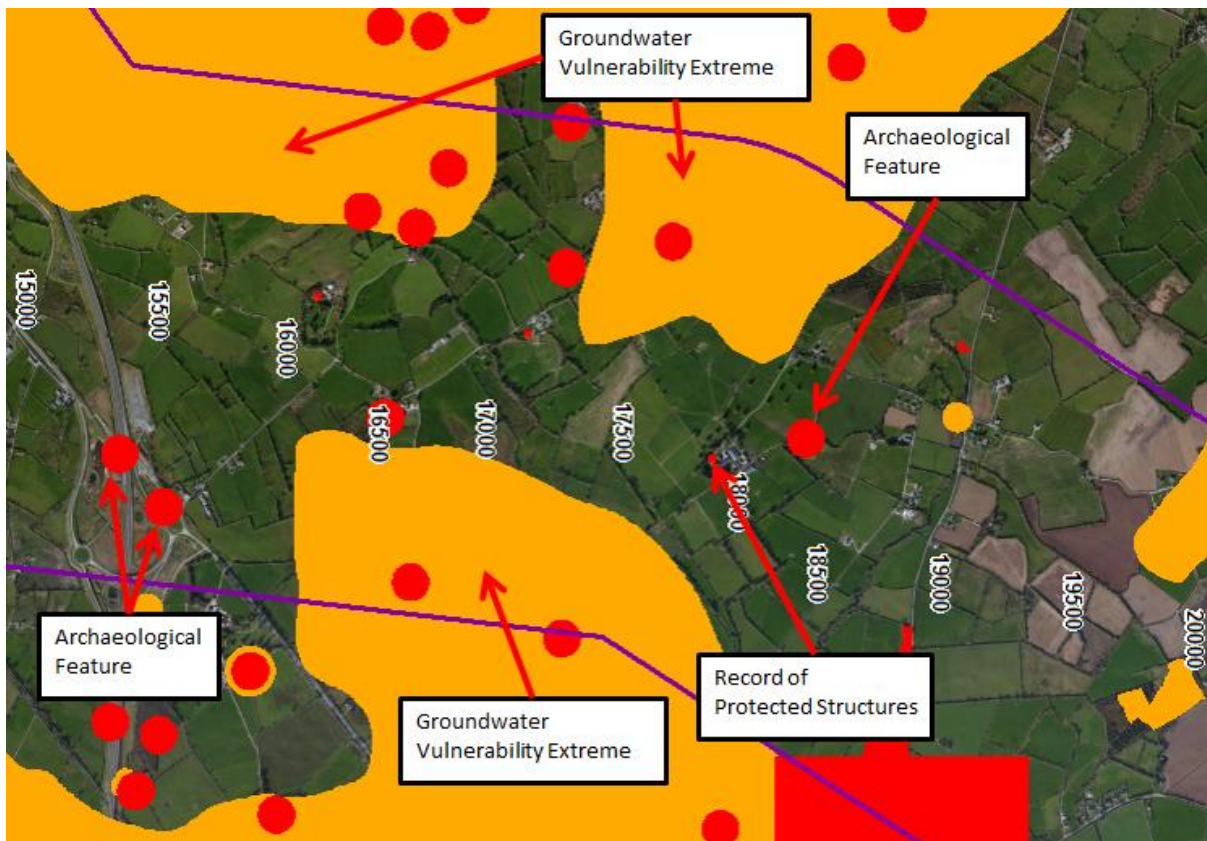 Groundwater
Vulnerability Extreme
Archaeological
Feature
15000
15500
16000
16500
17000
17500
18000
18500
19000
19500
20000
Archaeological
Feature
Groundwater
Vulnerability Extreme
Record of
Protected Structures